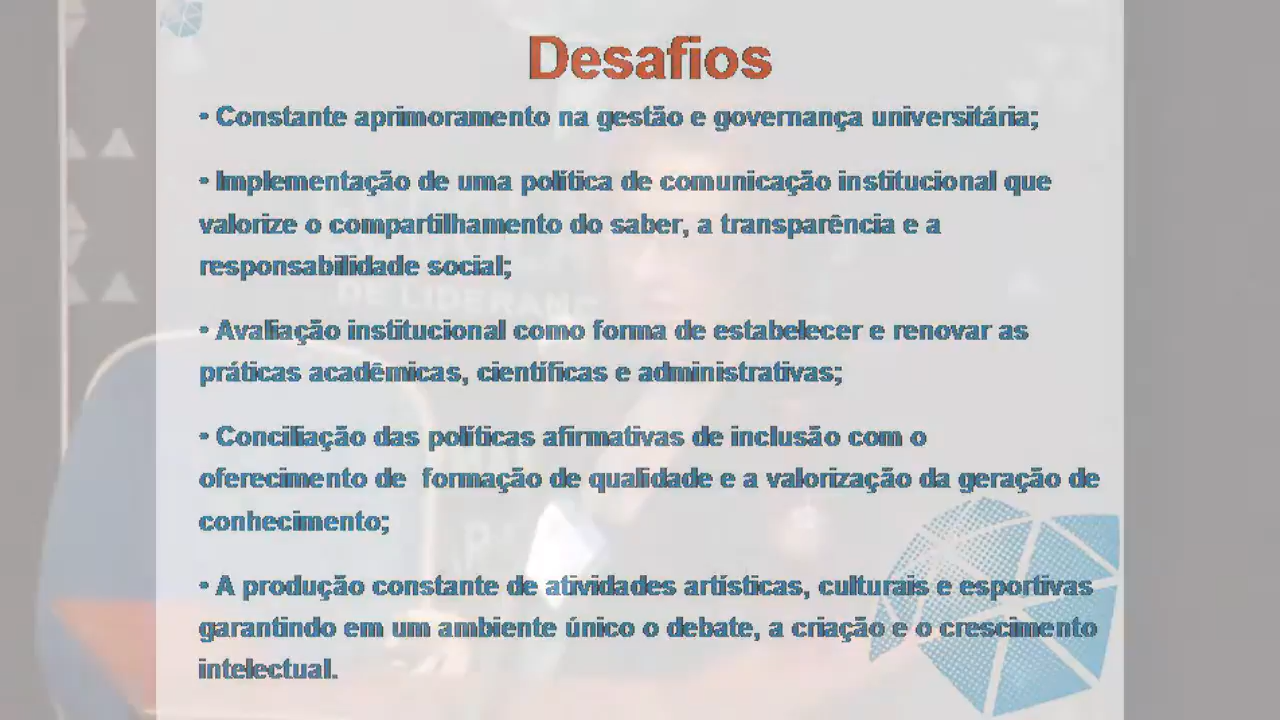 Desafios
• Constante aprimoramento na gestão e governança universitária;
• Implementação de uma política de comunicação institucional que
valorize o compartilhamento do saber, a transparência e a
responsabilidade social;
• Avaliação institucional como forma de estabelecer e renovar as
práticas acadêmicas, científicas e administrativas;
• Conciliação das políticas afirmativas de inclusão com o
oferecimento de  formação de qualidade e a valorização da geração de
conhecimento;
• A produção constante de atividades artísticas, culturais e esportivas
garantindo em um ambiente único o debate, a criação e o crescimento
intelectual.
DE LIDERANÇ